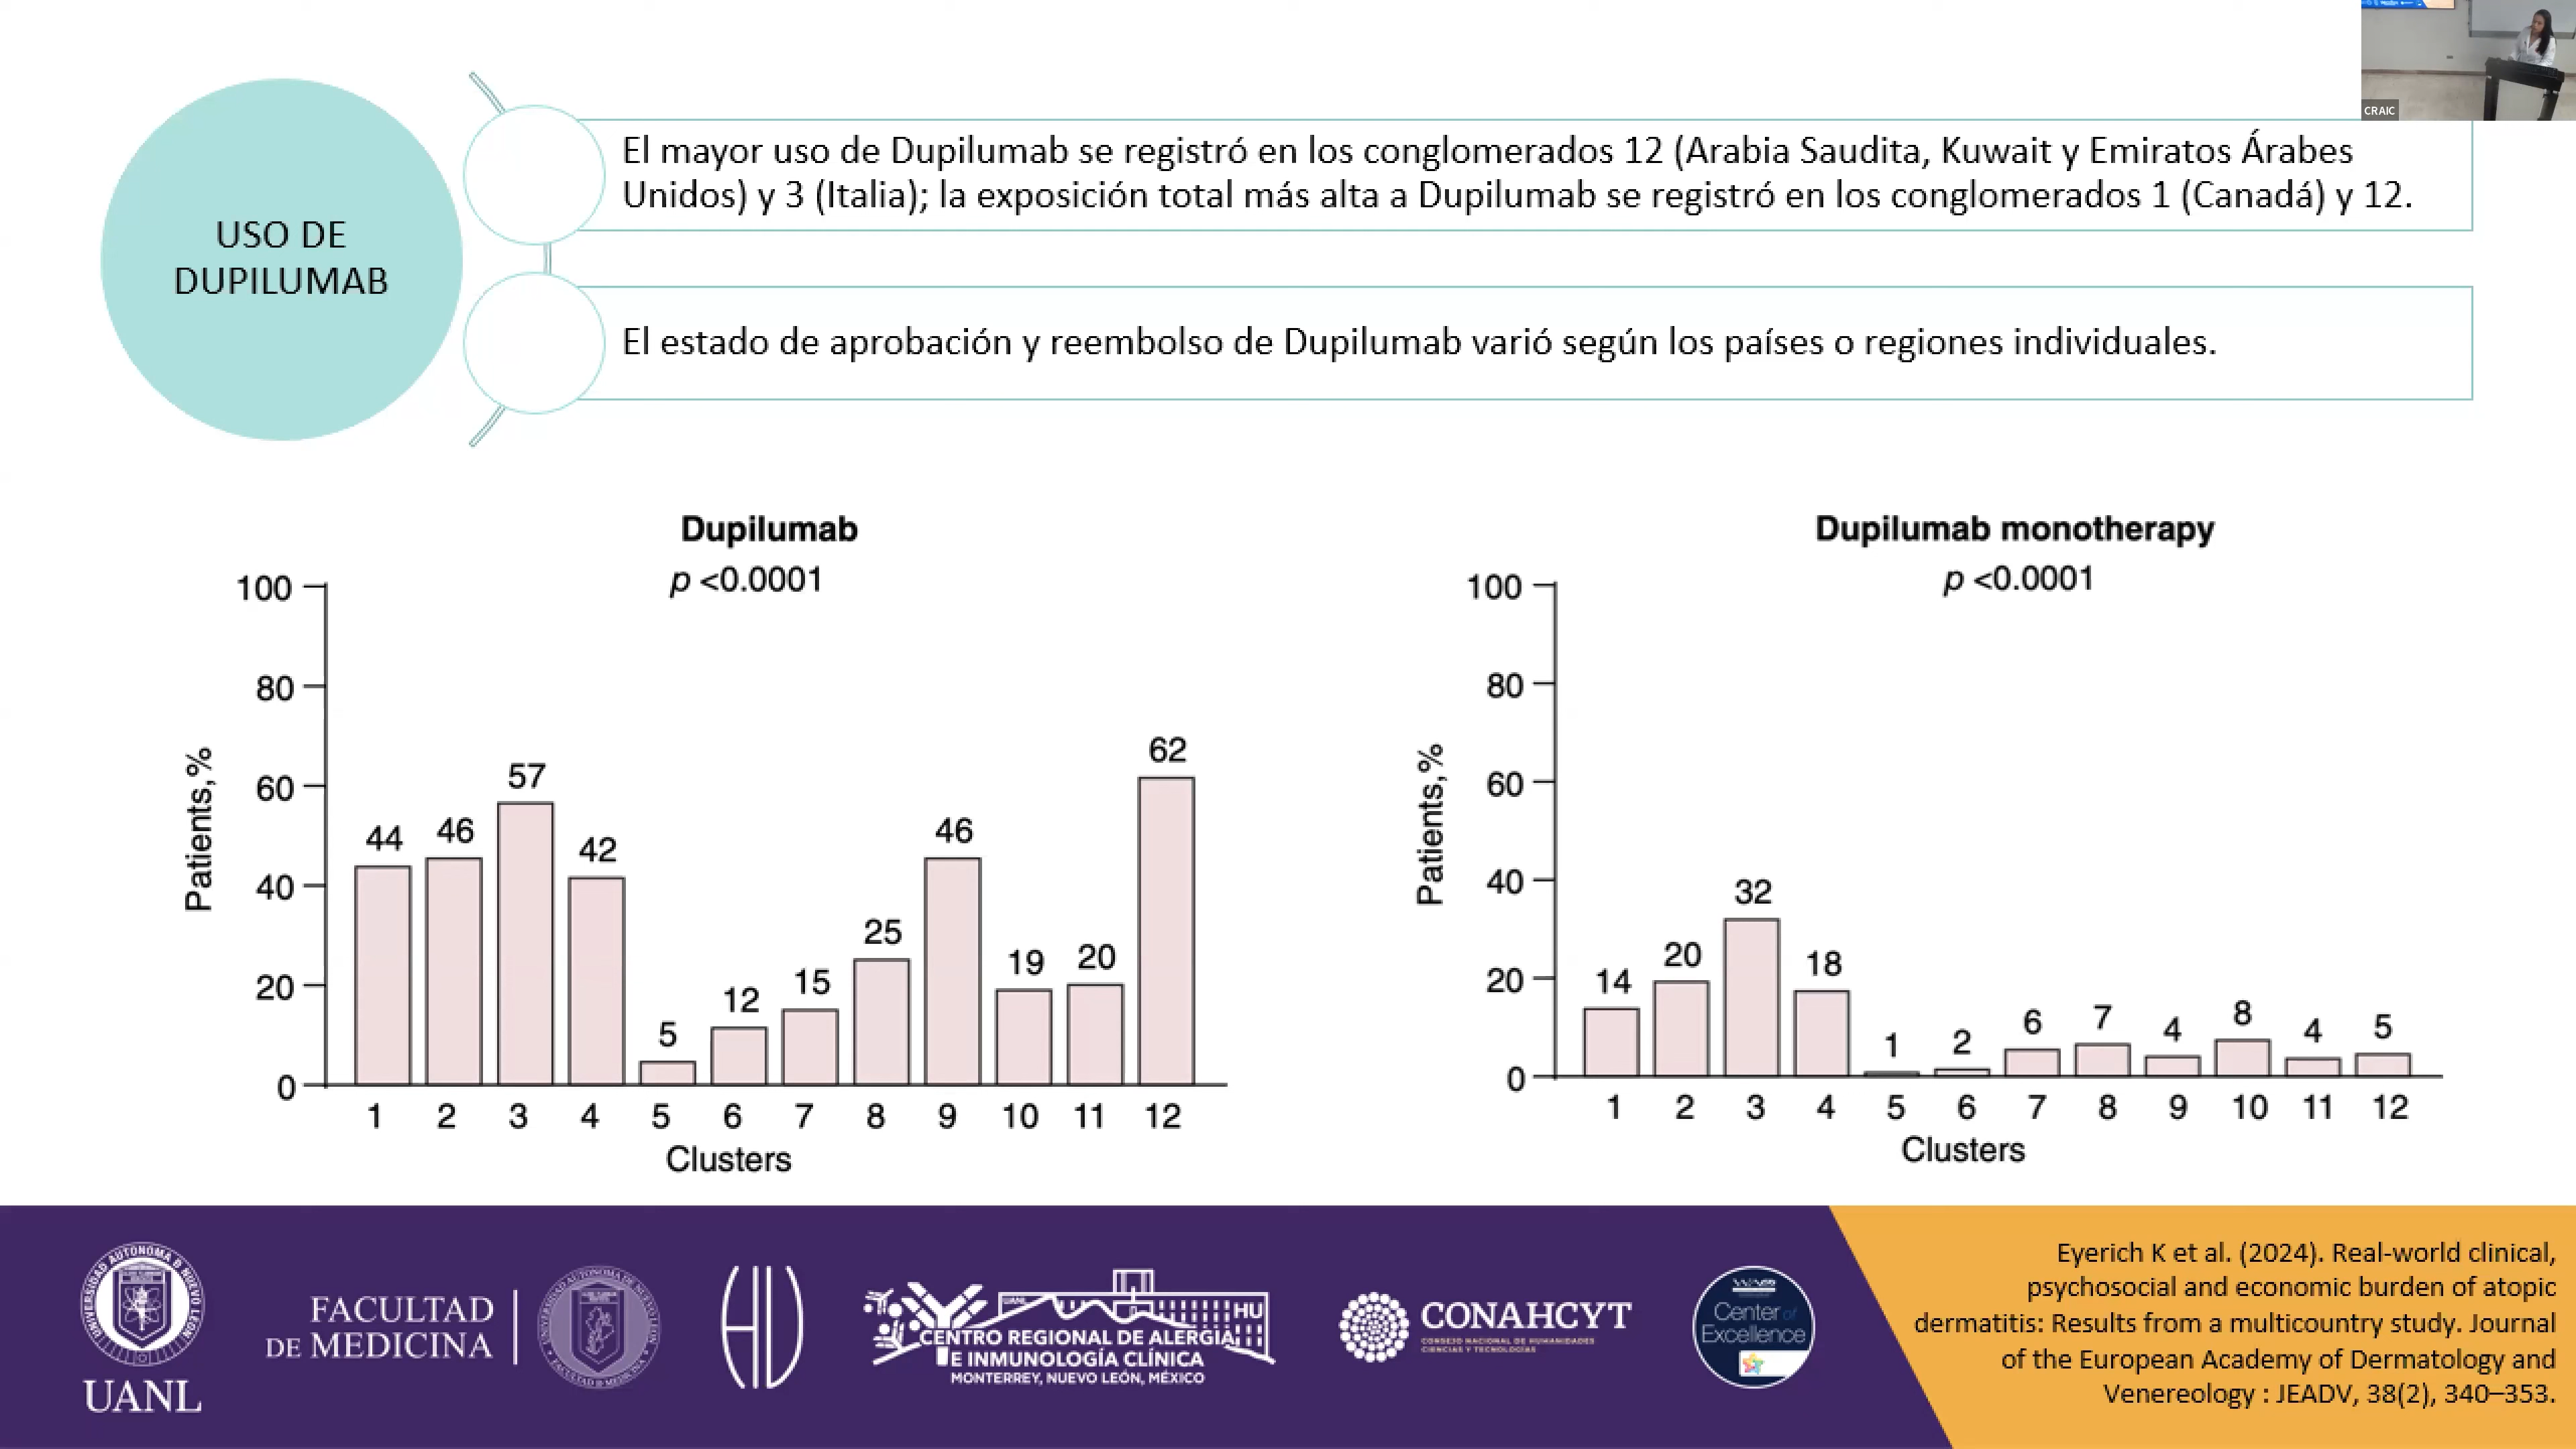 CRAIC
USO DE
DUPILUMAB
El mayor uso de Dupilumab se registró en los conglomerados 12 (Arabia Saudita, Kuwait y Emiratos Árabes
Unidos) y 3 (Italia); la exposición total más alta a Dupilumab se registró en los conglomerados 1 (Canadá) y 12.
El estado de aprobación y reembolso de Dupilumab varió según los países o regiones individuales.
Dupilumab
p <0.0001
Patients,%
100
80
60
40
20
0
44 46 57 42 5 12 15 25 46 19 20 62
1 2 3 4 5 6 7 8 9 10 11 12
Clusters
Dupilumab monotherapy
p <0.0001
Patients,%
100
80
60
40
20
0
14 20 32 18 1 2 6 7 4 8 4 5
1 2 3 4 5 6 7 8 9 10 11 12
Clusters
UANL
FACULTAD
DE MEDICINA
UANL
HU
CENTRO REGIONAL DE ALERGIA
E INMUNOLOGÍA CLÍNICA
MONTERREY, NUEVO LEÓN, MÉXICO
CONAHCYT
CONSEJO NACIONAL DE HUMANIDADES
CIENCIAS Y TECNOLOGÍAS
Center of
Excellence
Eyerich K et al. (2024). Real-world clinical,
psychosocial and economic burden of atopic
dermatitis: Results from a multicountry study. Journal
of the European Academy of Dermatology and
Venereology : JEADV, 38(2), 340–353.